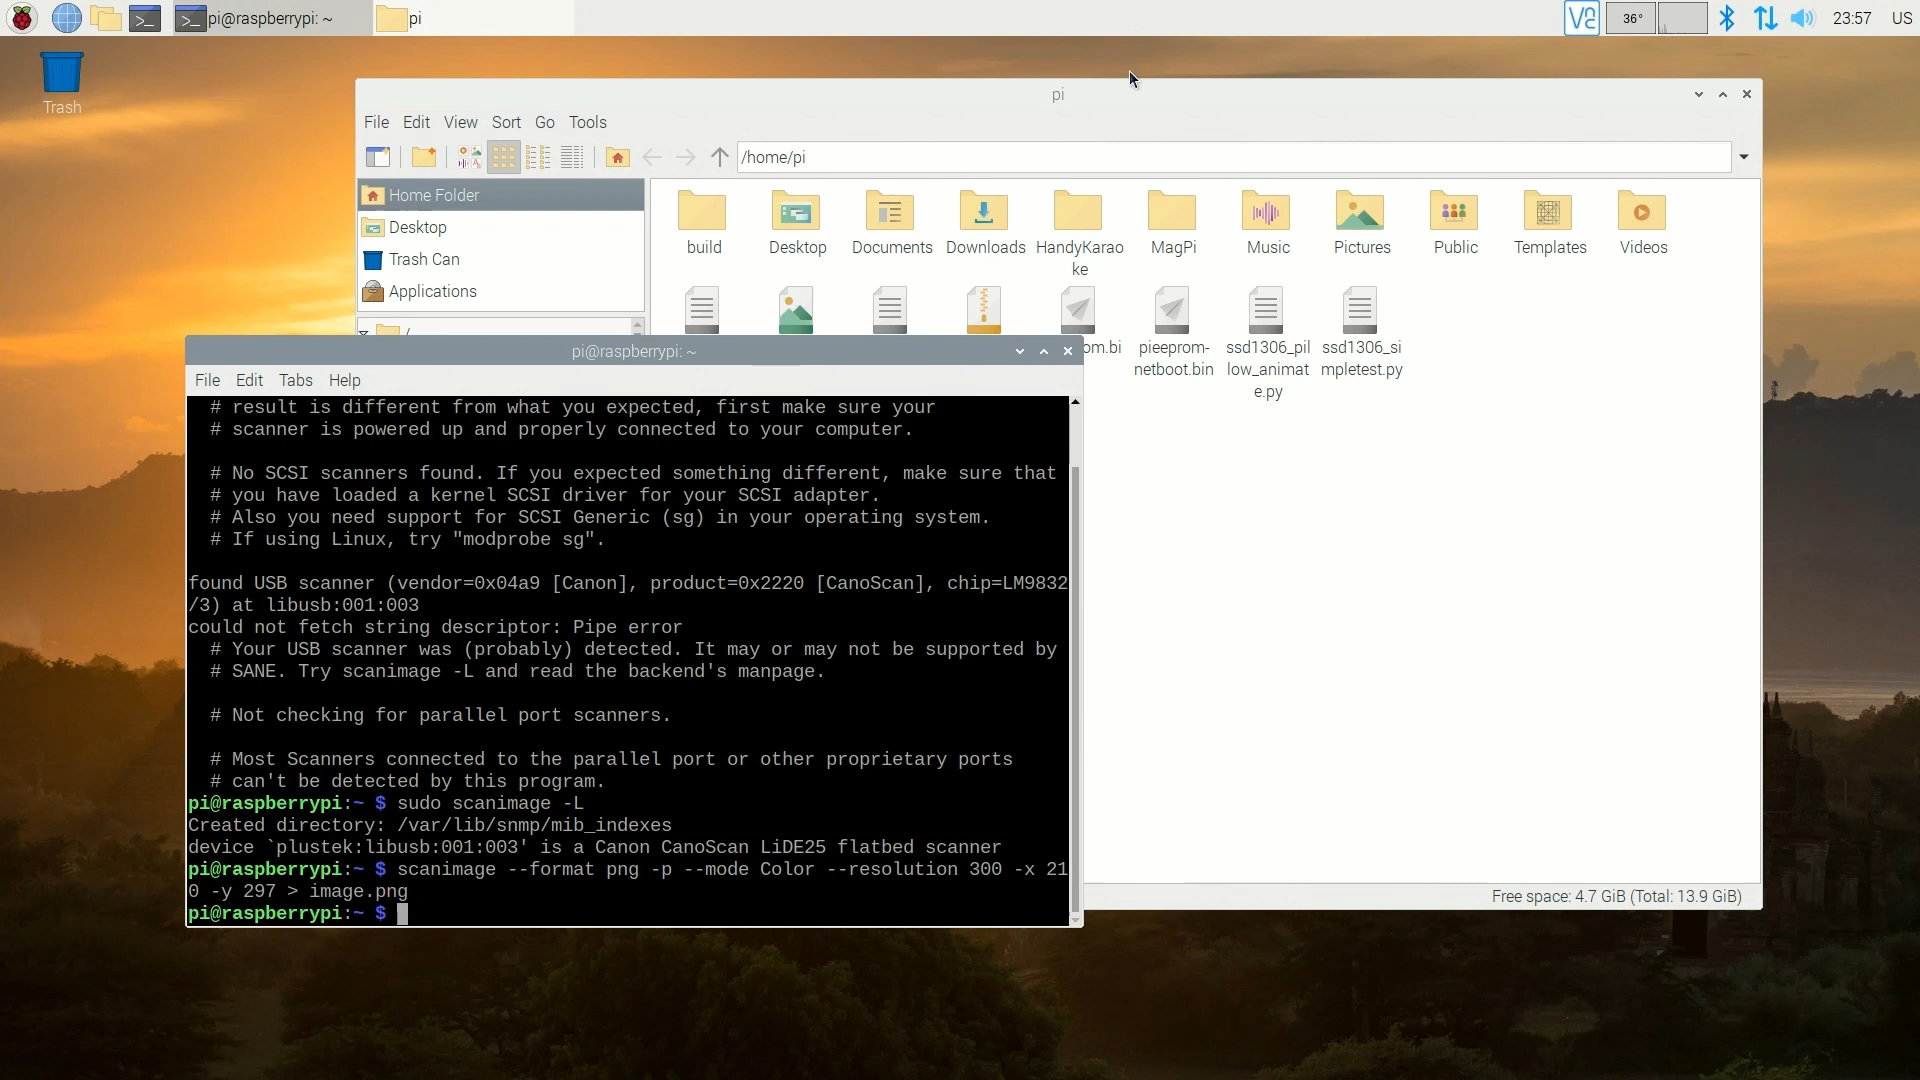 pi@raspberrypi: ~
pi
36°
23:57
US
Trash
pi
File Edit View Sort Go Tools
/home/pi
Home Folder
Desktop
Trash Can
Applications
/
build
Desktop
Documents
Downloads
HandyKarao
ke
MagPi
Music
Pictures
Public
Templates
Videos
om.bi
pieeprom-
netboot.bin
ssd1306_pil
low_animat
e.py
ssd1306_si
mpletest.py
Free space: 4.7 GiB (Total: 13.9 GiB)
pi@raspberrypi: ~
File Edit Tabs Help
# result is different from what you expected, first make sure your
# scanner is powered up and properly connected to your computer.
# No SCSI scanners found. If you expected something different, make sure that
# you have loaded a kernel SCSI driver for your SCSI adapter.
# Also you need support for SCSI Generic (sg) in your operating system.
# If using Linux, try "modprobe sg".
found USB scanner (vendor=0x04a9 [Canon], product=0x2220 [CanoScan], chip=LM9832
/3) at libusb:001:003
could not fetch string descriptor: Pipe error
# Your USB scanner was (probably) detected. It may or may not be supported by
# SANE. Try scanimage -L and read the backend's manpage.
# Not checking for parallel port scanners.
# Most Scanners connected to the parallel port or other proprietary ports
# can't be detected by this program.
pi@raspberrypi:~ $ sudo scanimage -L
Created directory: /var/lib/snmp/mib_indexes
device `plustek:libusb:001:003' is a Canon CanoScan LiDE25 flatbed scanner
pi@raspberrypi:~ $ scanimage --format png -p --mode Color --resolution 300 -x 21
0 -y 297 > image.png
pi@raspberrypi:~ $